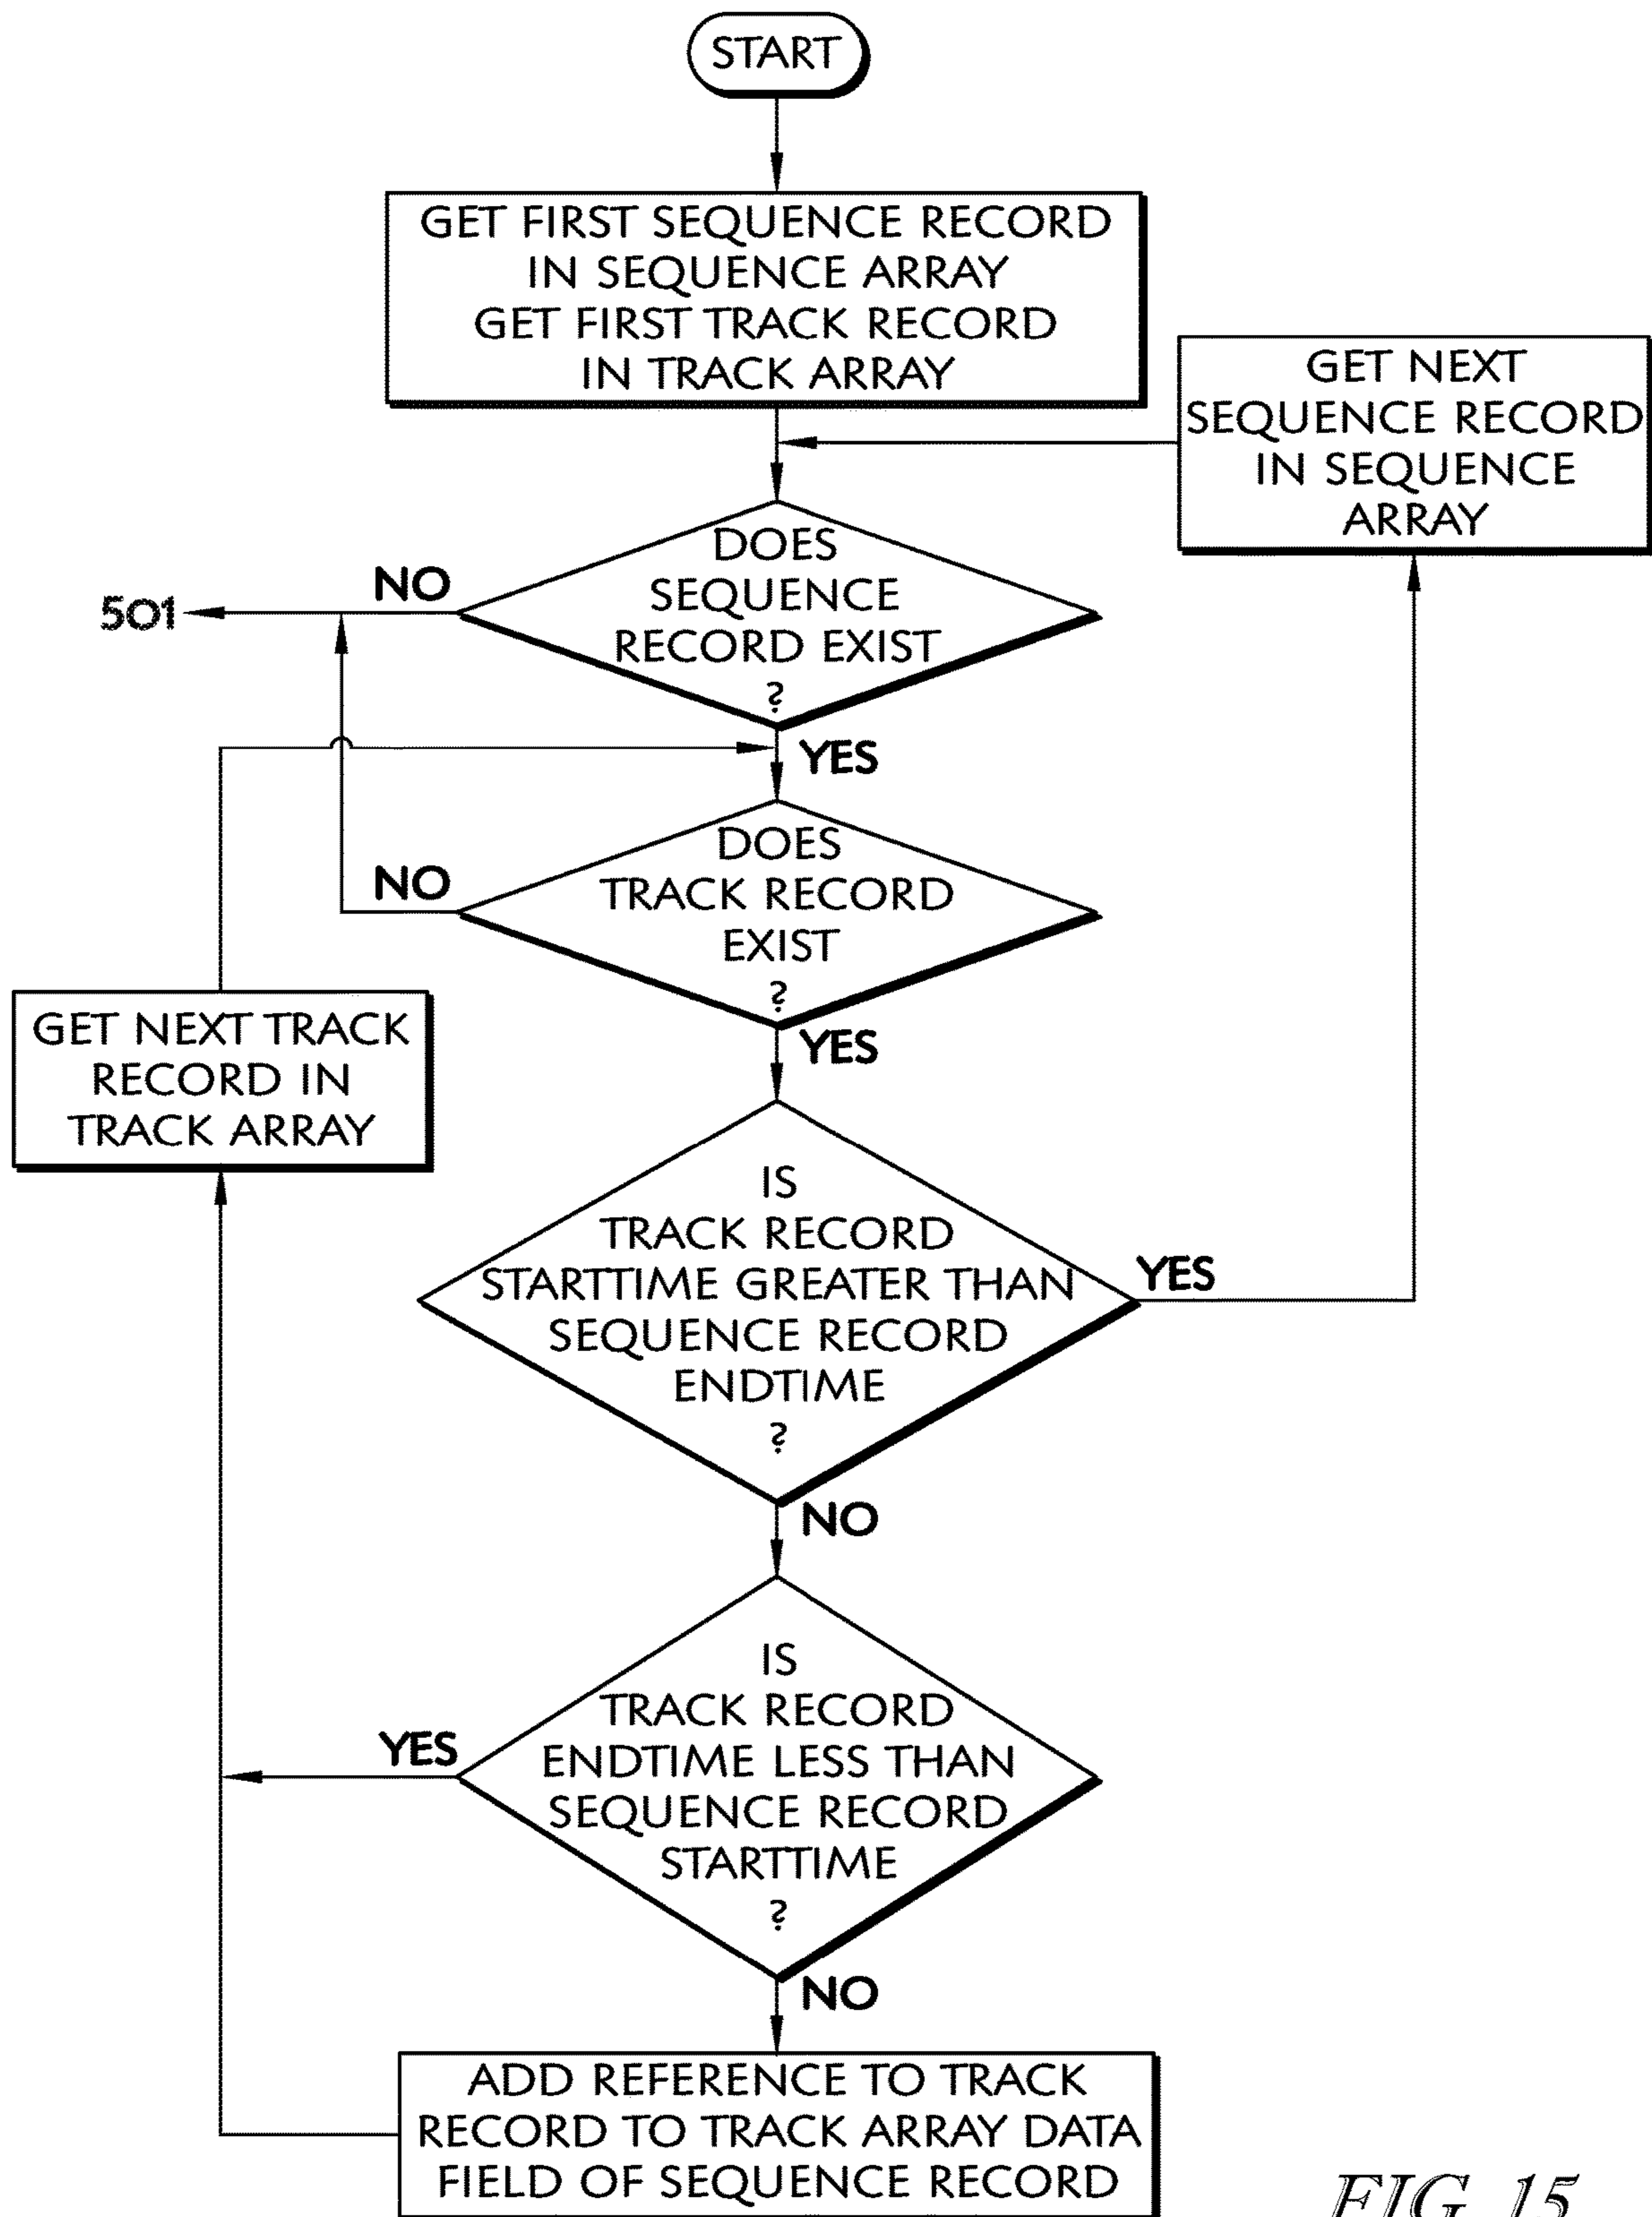 START
GET FIRST SEQUENCE RECORD
IN SEQUENCE ARRAY
GET FIRST TRACK RECORD
IN TRACK ARRAY
GET NEXT
SEQUENCE RECORD
IN SEQUENCE
ARRAY
DOES
SEQUENCE
RECORD EXIST
?
NO
501
YES
DOES
TRACK RECORD
EXIST
?
NO
YES
GET NEXT TRACK
RECORD IN
TRACK ARRAY
IS
TRACK RECORD
STARTTIME GREATER THAN
SEQUENCE RECORD
ENDTIME
?
YES
NO
IS
TRACK RECORD
ENDTIME LESS THAN
SEQUENCE RECORD
STARTTIME
?
YES
NO
ADD REFERENCE TO TRACK
RECORD TO TRACK ARRAY DATA
FIELD OF SEQUENCE RECORD
FIG. 15